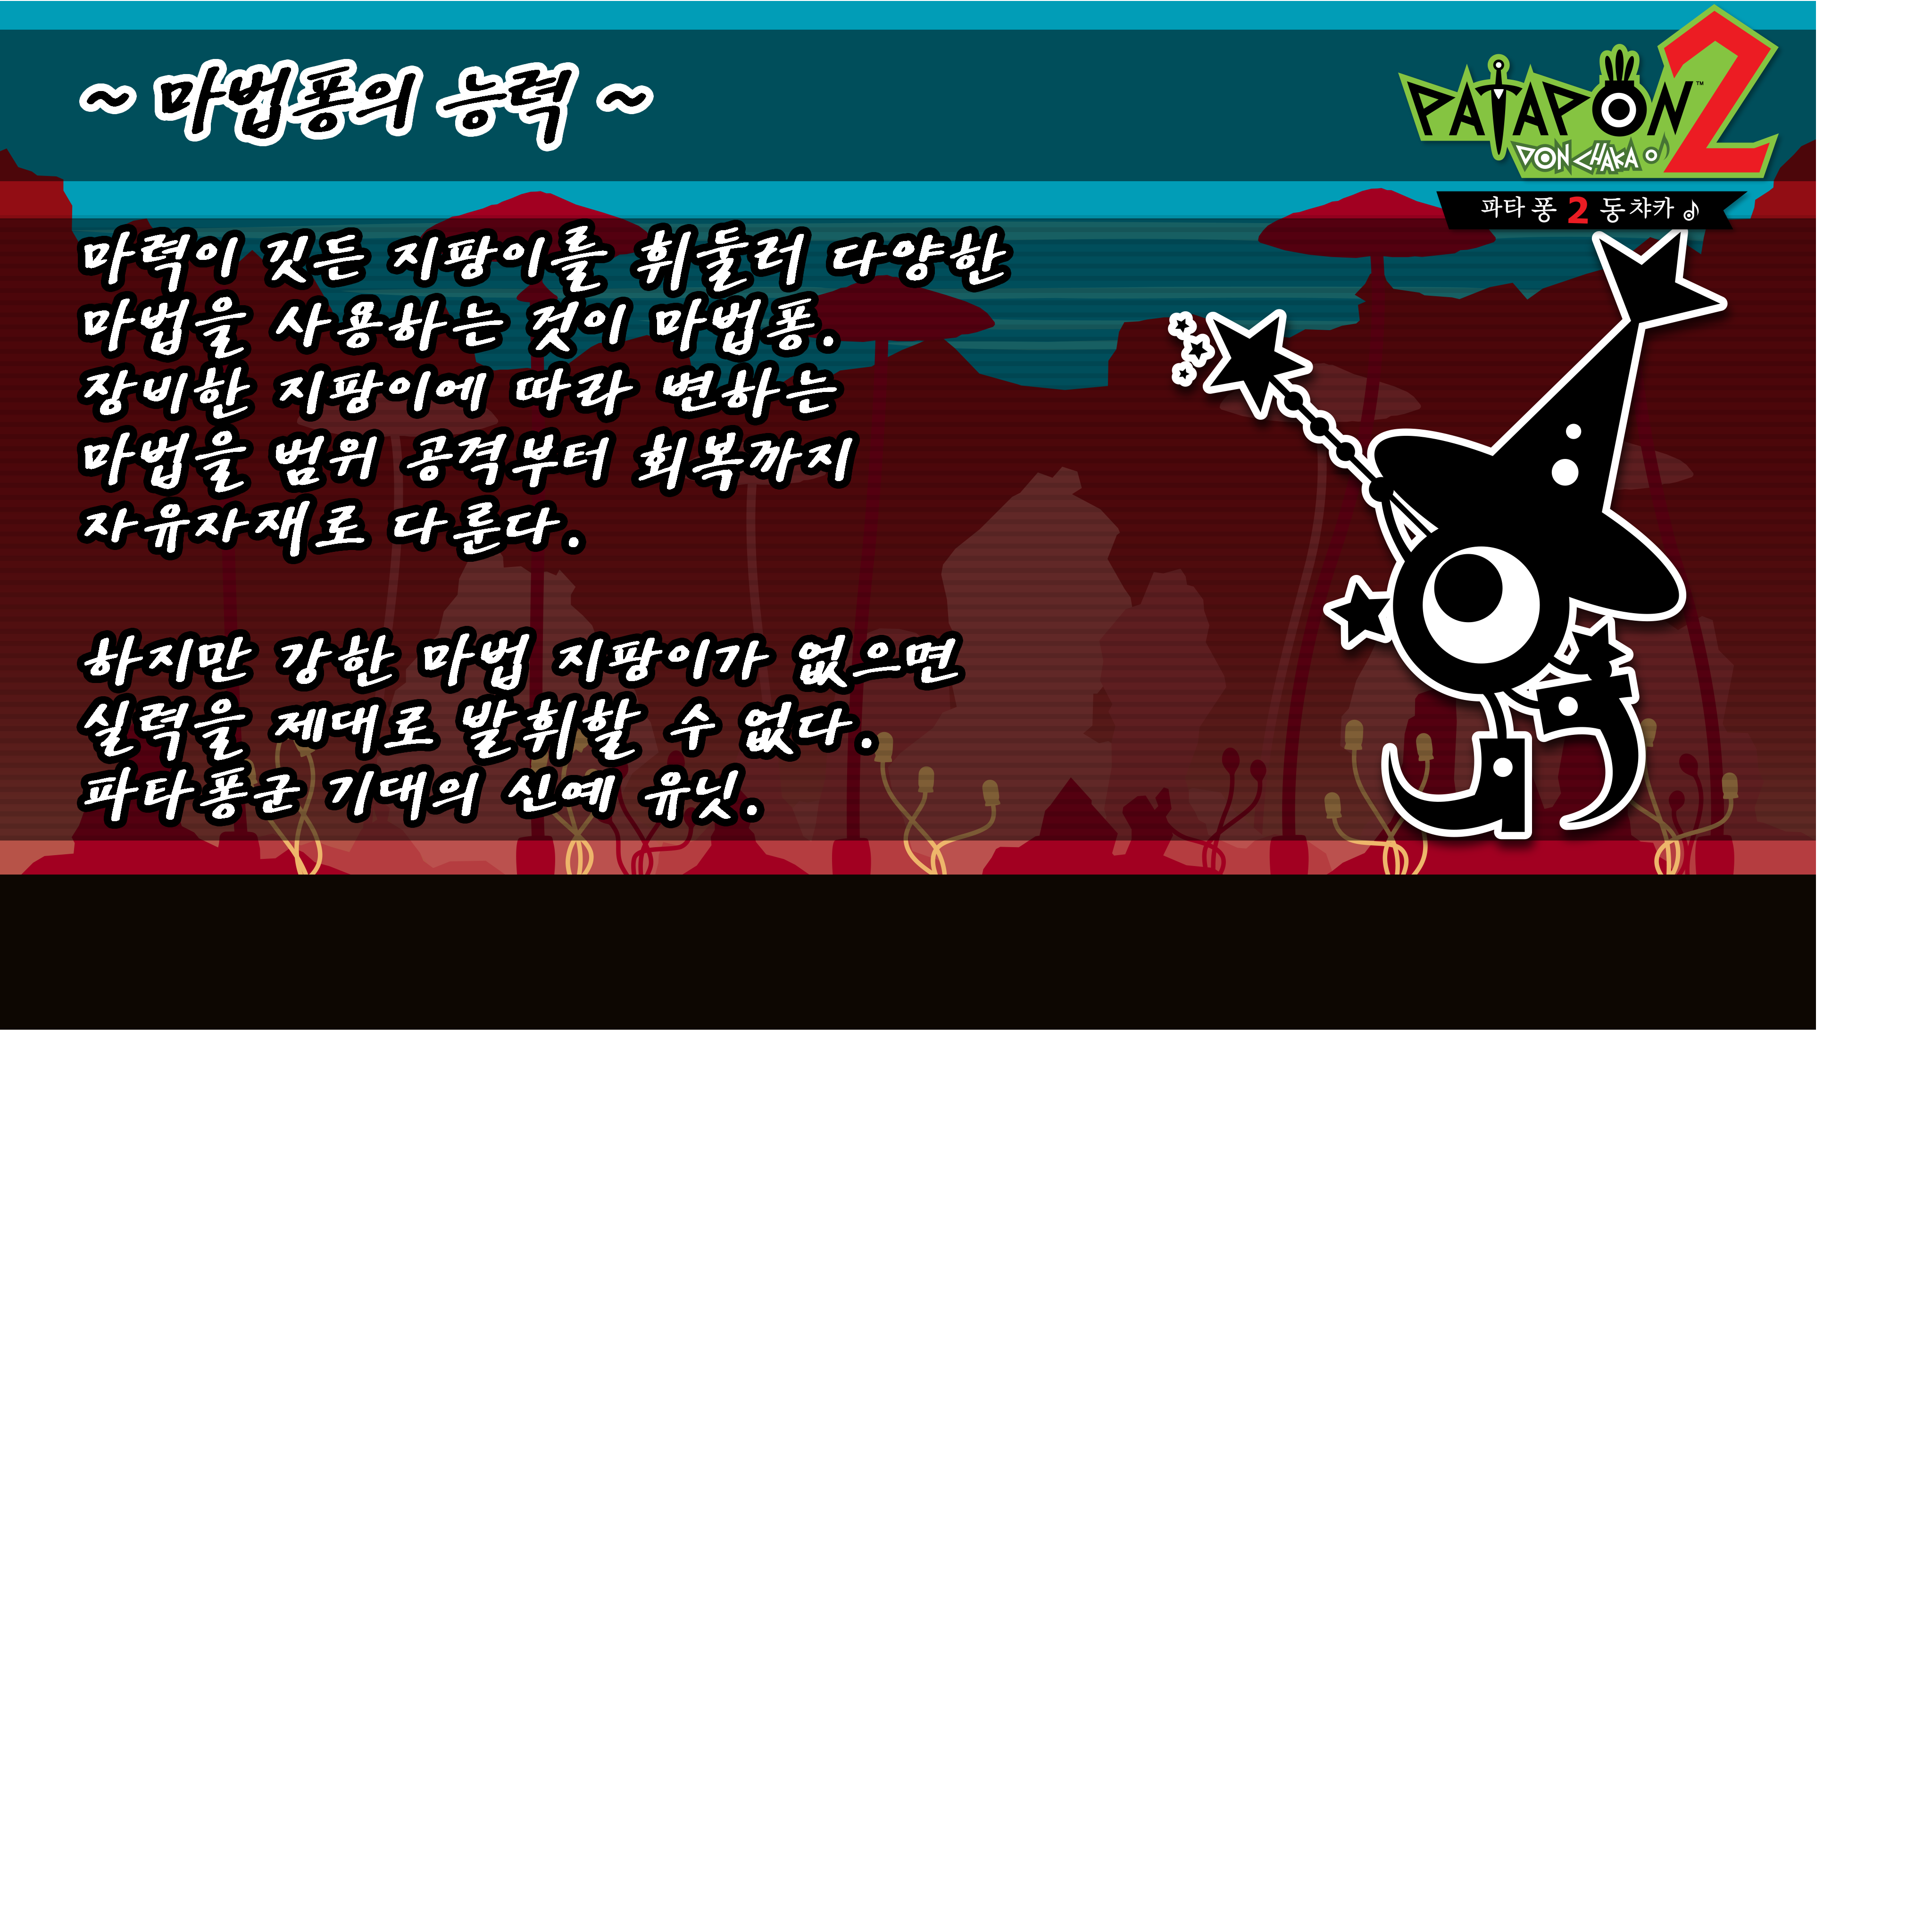 ~ 마법퐁의 능력 ~
PATAPON 2™
DON CHAKA♪
파타퐁 2 동챠카♪
마력이 깃든 지팡이를 휘둘러 다양한
마법을 사용하는 것이 마법퐁.
장비한 지팡이에 따라 변하는
마법을 범위 공격부터 회복까지
자유자재로 다룬다.
하지만 강한 마법 지팡이가 없으면
실력을 제대로 발휘할 수 없다.
파타퐁군 기대의 신예 유닛.